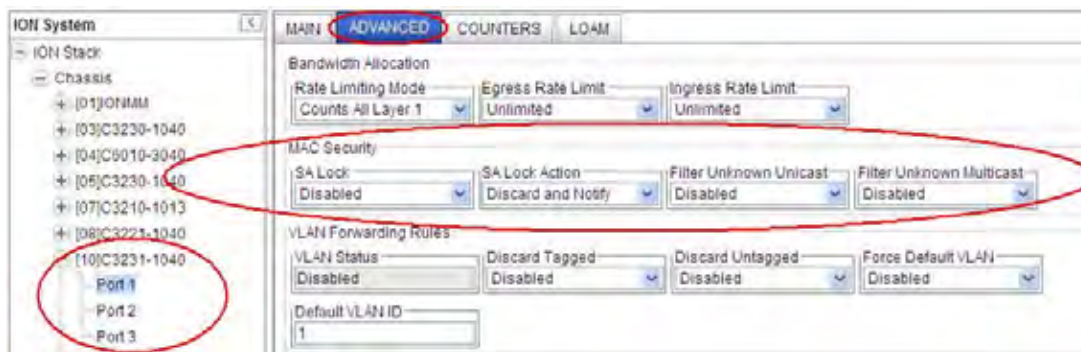 ION System
ION Stack
Chassis
[01]IONMM
[03]C3230-1040
[04]C6010-3040
[05]C3230-1040
[07]C3210-1013
[08]C3221-1040
[10]C3231-1040
Port 1
Port 2
Port 3
MAIN ADVANCED COUNTERS LOAM
Bandwidth Allocation
Rate Limiting Mode Egress Rate Limit Ingress Rate Limit
Counts All Layer 1 Unlimited Unlimited
MAC Security
SA Lock SA Lock Action Filter Unknown Unicast Filter Unknown Multicast
Disabled Discard and Notify Disabled Disabled
VLAN Forwarding Rules
VLAN Status Discard Tagged Discard Untagged Force Default VLAN
Disabled Disabled Disabled Disabled
Default VLAN ID
1